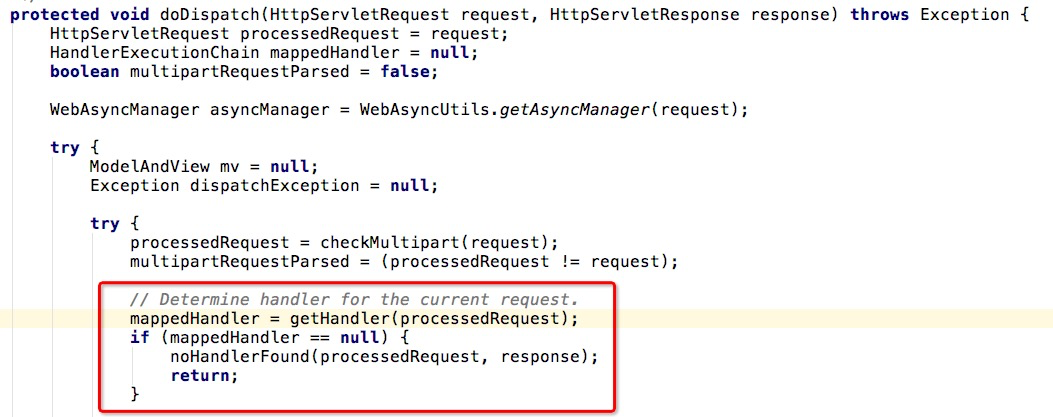 protected void doDispatch(HttpServletRequest request, HttpServletResponse response) throws Exception {
    HttpServletRequest processedRequest = request;
    HandlerExecutionChain mappedHandler = null;
    boolean multipartRequestParsed = false;

    WebAsyncManager asyncManager = WebAsyncUtils.getAsyncManager(request);

    try {
        ModelAndView mv = null;
        Exception dispatchException = null;

        try {
            processedRequest = checkMultipart(request);
            multipartRequestParsed = (processedRequest != request);

            // Determine handler for the current request.
            mappedHandler = getHandler(processedRequest);
            if (mappedHandler == null) {
                noHandlerFound(processedRequest, response);
                return;
            }